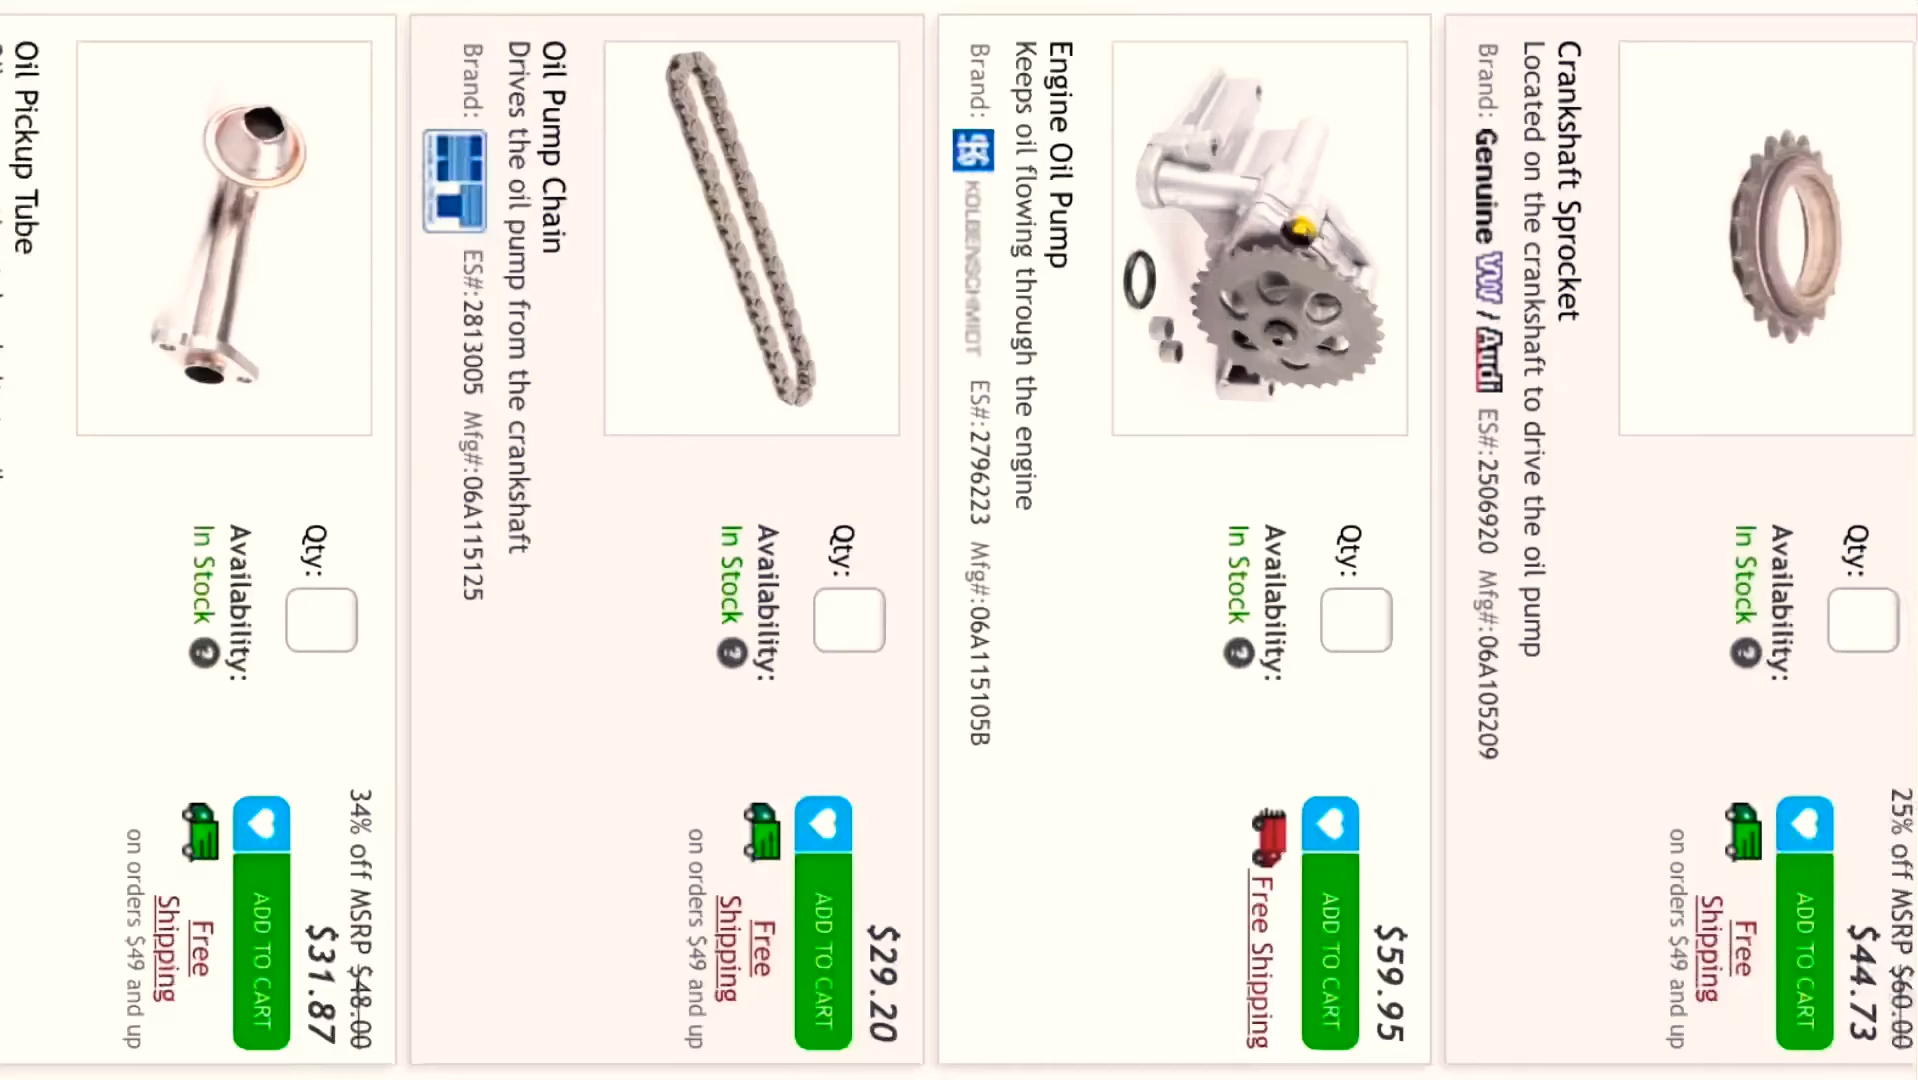 25% off MSRP $60.00
$44.73
Qty:
ADD TO CART
Availability:
In Stock ?
Free
Shipping
on orders $49 and up
Crankshaft Sprocket
Located on the crankshaft to drive the oil pump
Brand: Genuine VW / Audi ES#:2506920 Mfg#:06A105209
$59.95
Qty:
ADD TO CART
Availability:
In Stock ?
Free Shipping
Engine Oil Pump
Keeps oil flowing through the engine
Brand: KOLBENSCHMIDT ES#:2796223 Mfg#:06A115105B
$29.20
Qty:
ADD TO CART
Availability:
In Stock ?
Free
Shipping
on orders $49 and up
Oil Pump Chain
Drives the oil pump from the crankshaft
Brand: ES#:2813005 Mfg#:06A115125
34% off MSRP $48.00
$31.87
Qty:
ADD TO CART
Availability:
In Stock ?
Free
Shipping
on orders $49 and up
Oil Pickup Tube